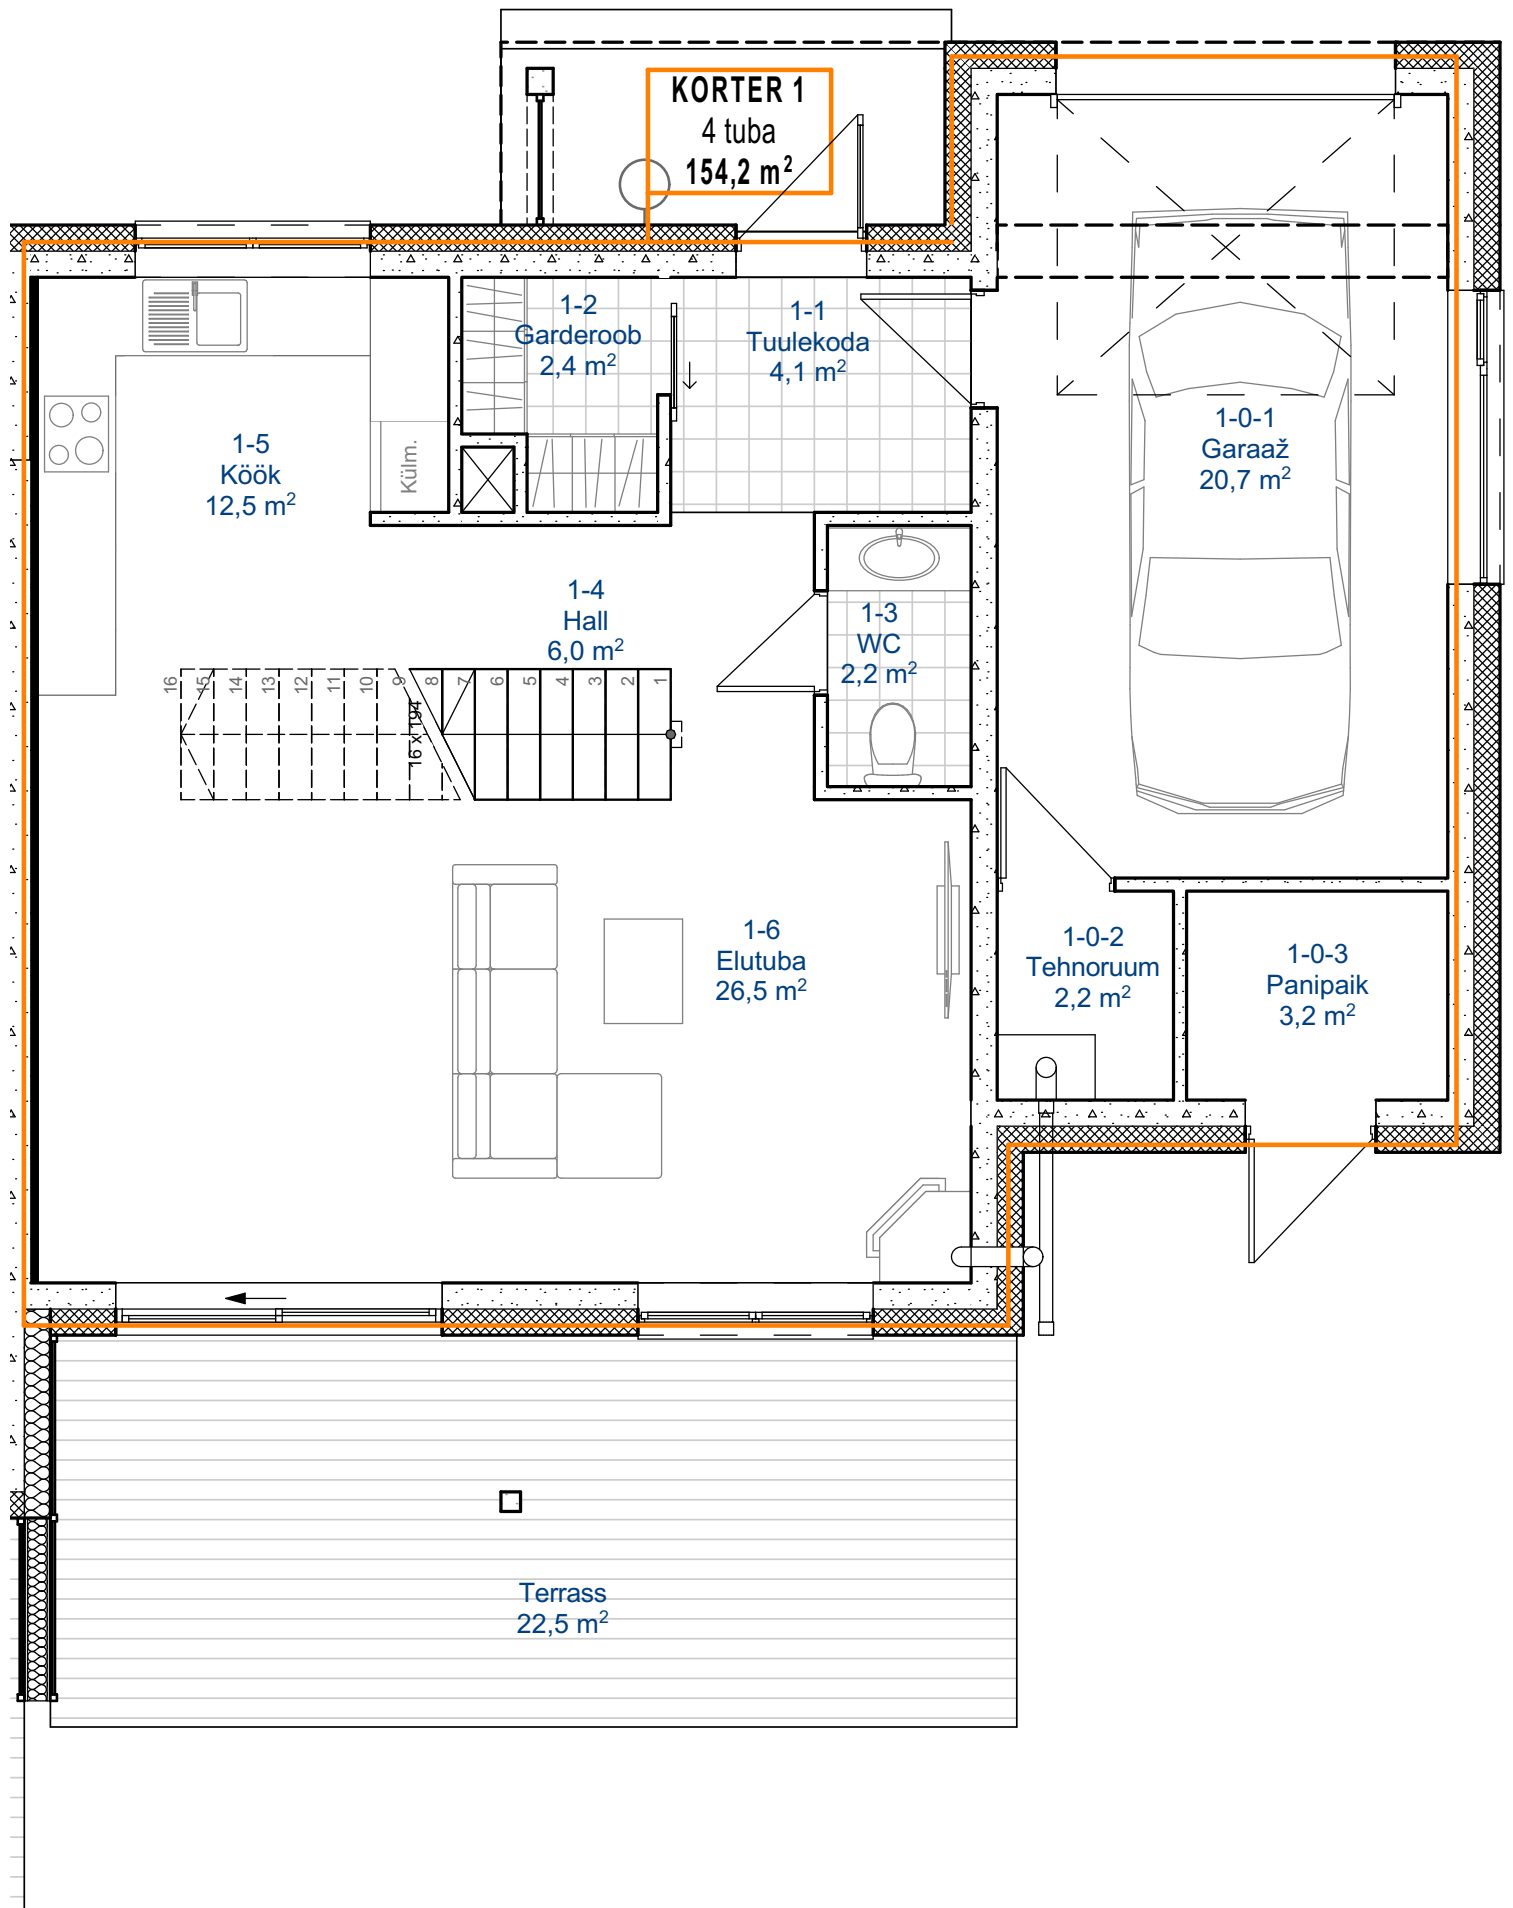 KORTER 1
4 tuba
154,2 m²
1-2
Garderoob
2,4 m²
1-1
Tuulekoda
4,1 m²
1-0-1
Garaaž
20,7 m²
1-5
Köök
12,5 m²
Külm.
1-4
Hall
6,0 m²
1-3
WC
2,2 m²
16 15 14 13 12 11 10 9 8 7 6 5 4 3 2 1
16 x 194
1-6
Elutuba
26,5 m²
1-0-2
Tehnoruum
2,2 m²
1-0-3
Panipaik
3,2 m²
Terrass
22,5 m²